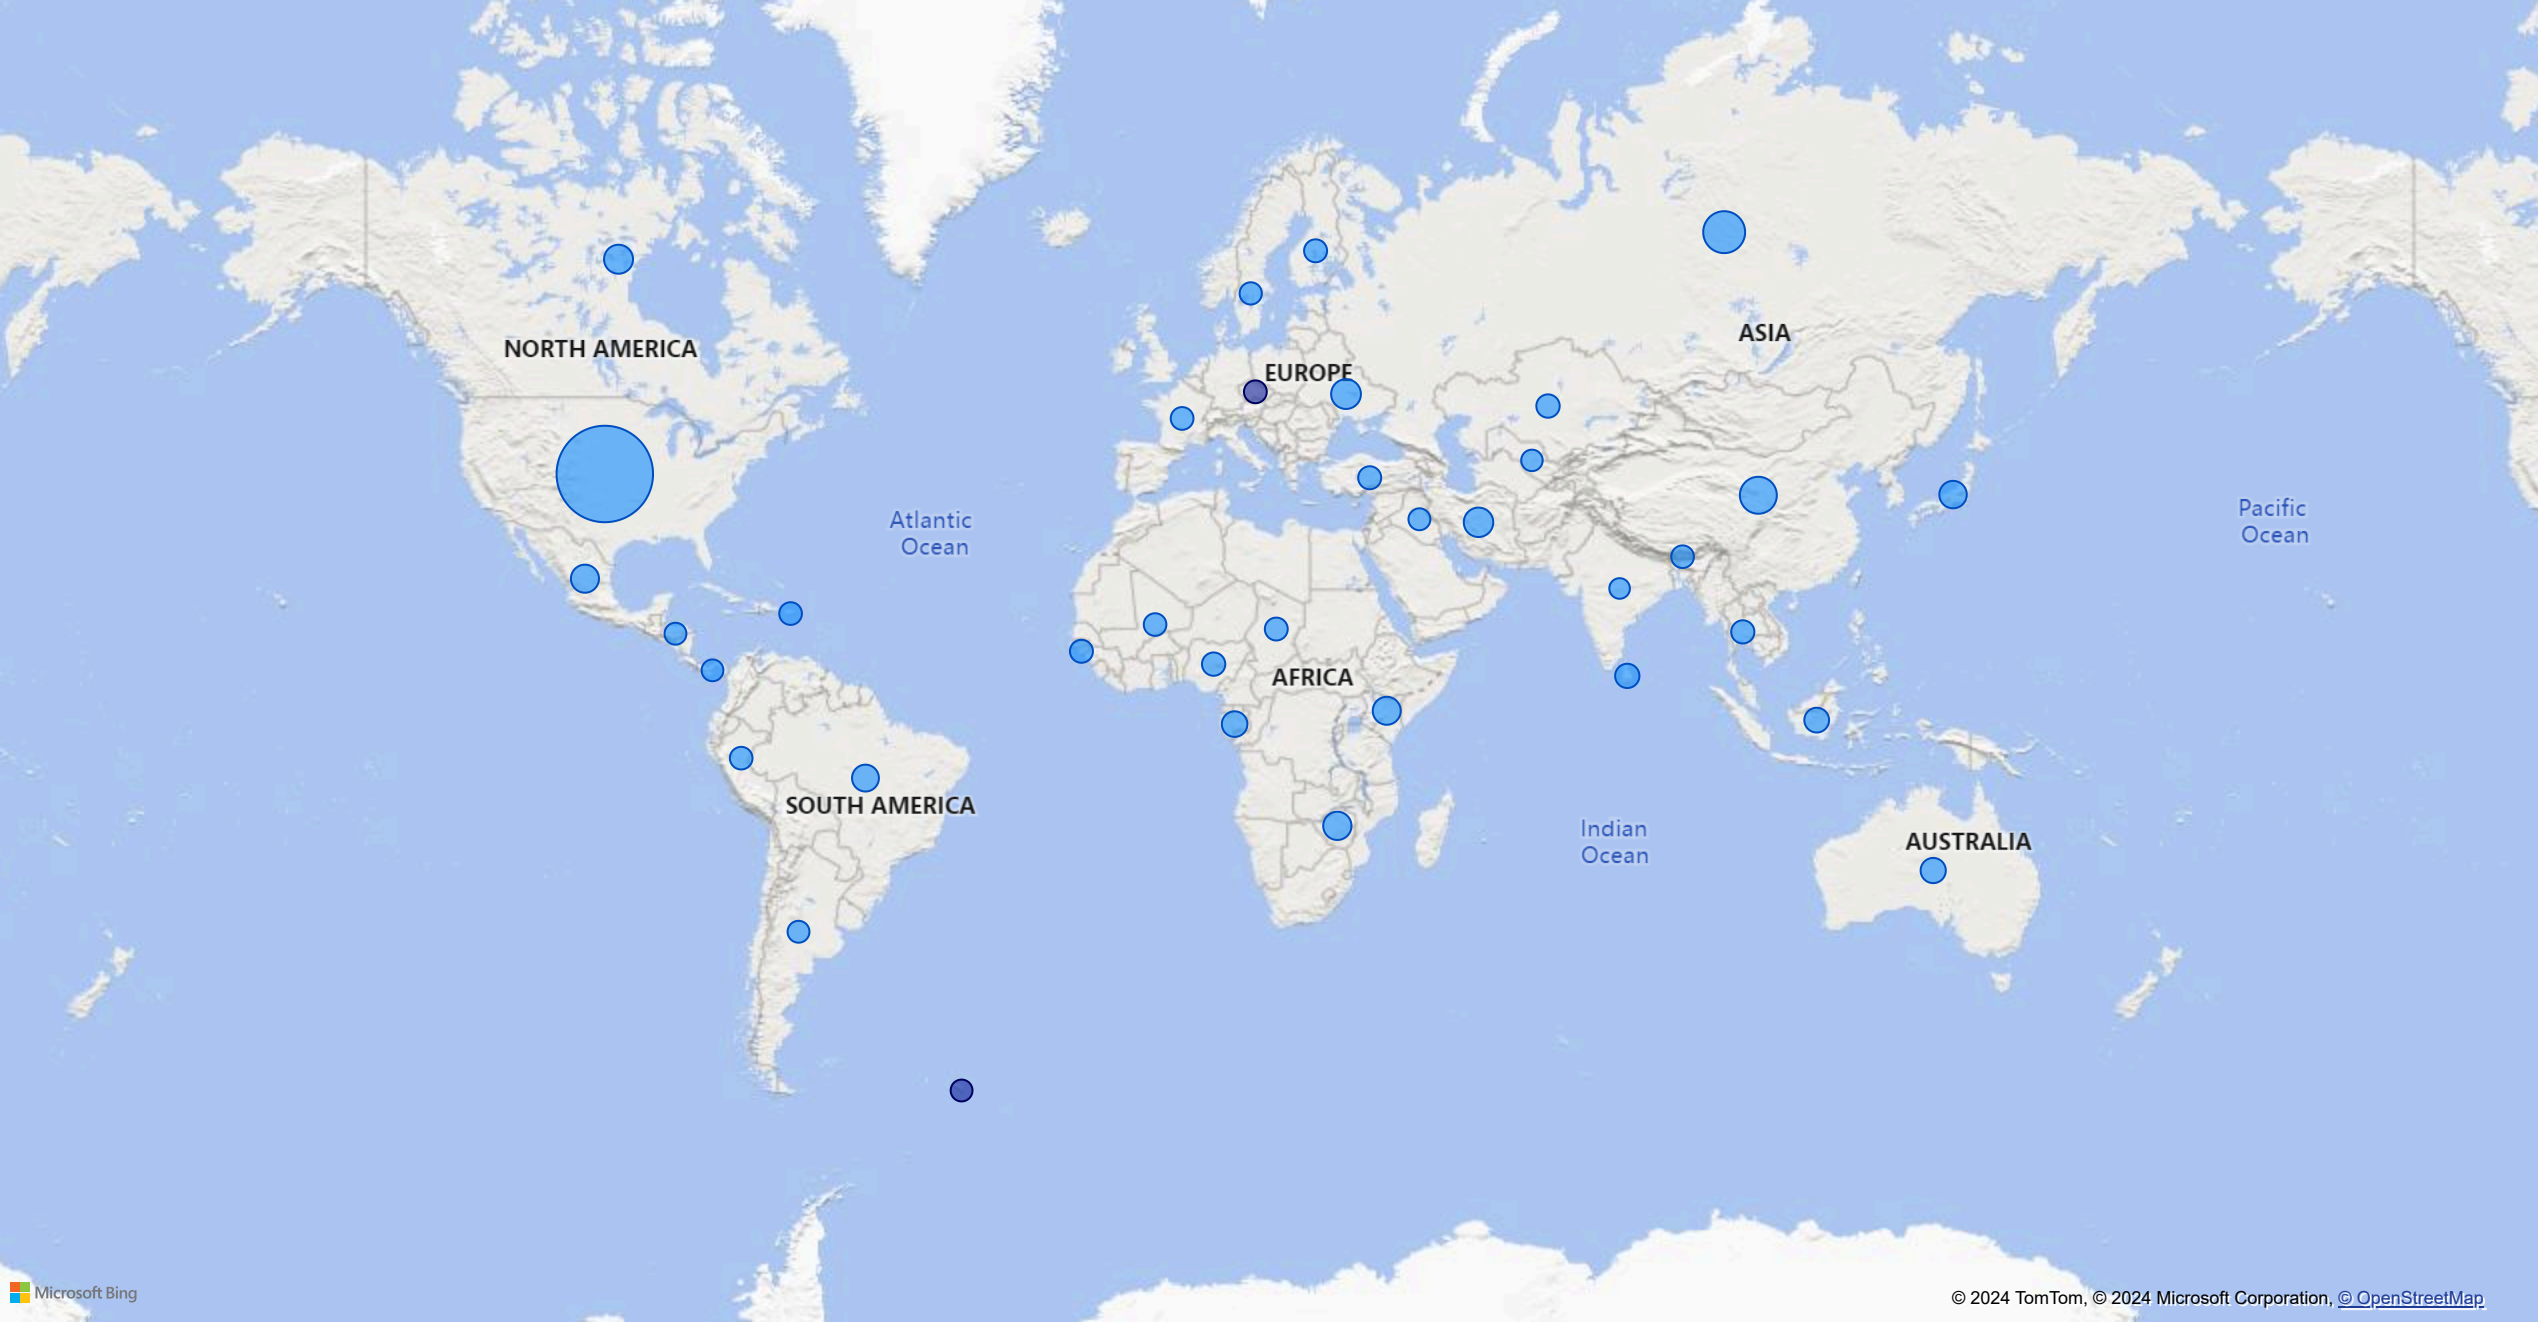 NORTH AMERICA
ASIA
EUROPE
Atlantic
Ocean
Pacific
Ocean
AFRICA
SOUTH AMERICA
Indian
Ocean
AUSTRALIA
Microsoft Bing
© 2024 TomTom, © 2024 Microsoft Corporation, © OpenStreetMap